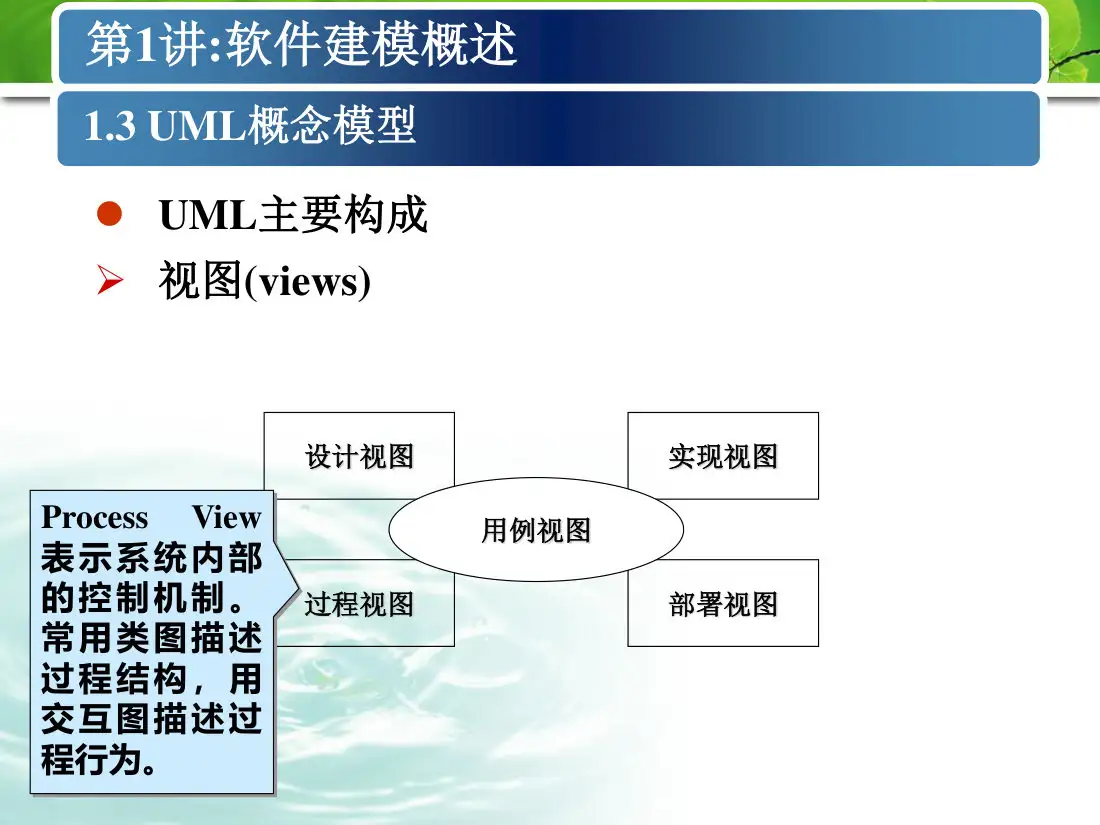 第1讲:软件建模概述
1.3 UML概念模型
UML主要构成
视图(views)
设计视图
实现视图
用例视图
过程视图
部署视图
Process View
表示系统内部
的控制机制。
常用类图描述
过程结构，用
交互图描述过
程行为。